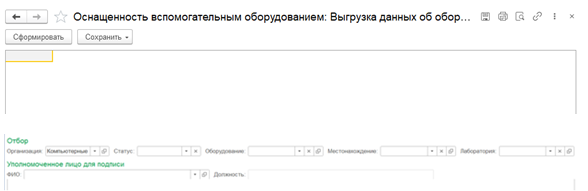 Оснащенность вспомогательным оборудованием: Выгрузка данных об обор...
Сформировать Сохранить
Отбор
Организация: Компьютерные Статус: Оборудование: Местонахождение: Лаборатория:
Уполномоченное лицо для подписи
ФИО: Должность: